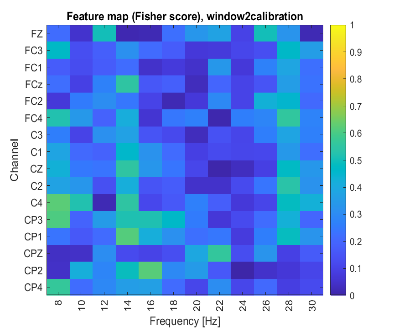 Feature map (Fisher score), window2calibration
Channel
FZ
FC3
FC1
FCz
FC2
FC4
C3
C1
CZ
C2
C4
CP3
CP1
CPZ
CP2
CP4
8 10 12 14 16 18 20 22 24 26 28 30
Frequency [Hz]
1
0.9
0.8
0.7
0.6
0.5
0.4
0.3
0.2
0.1
0